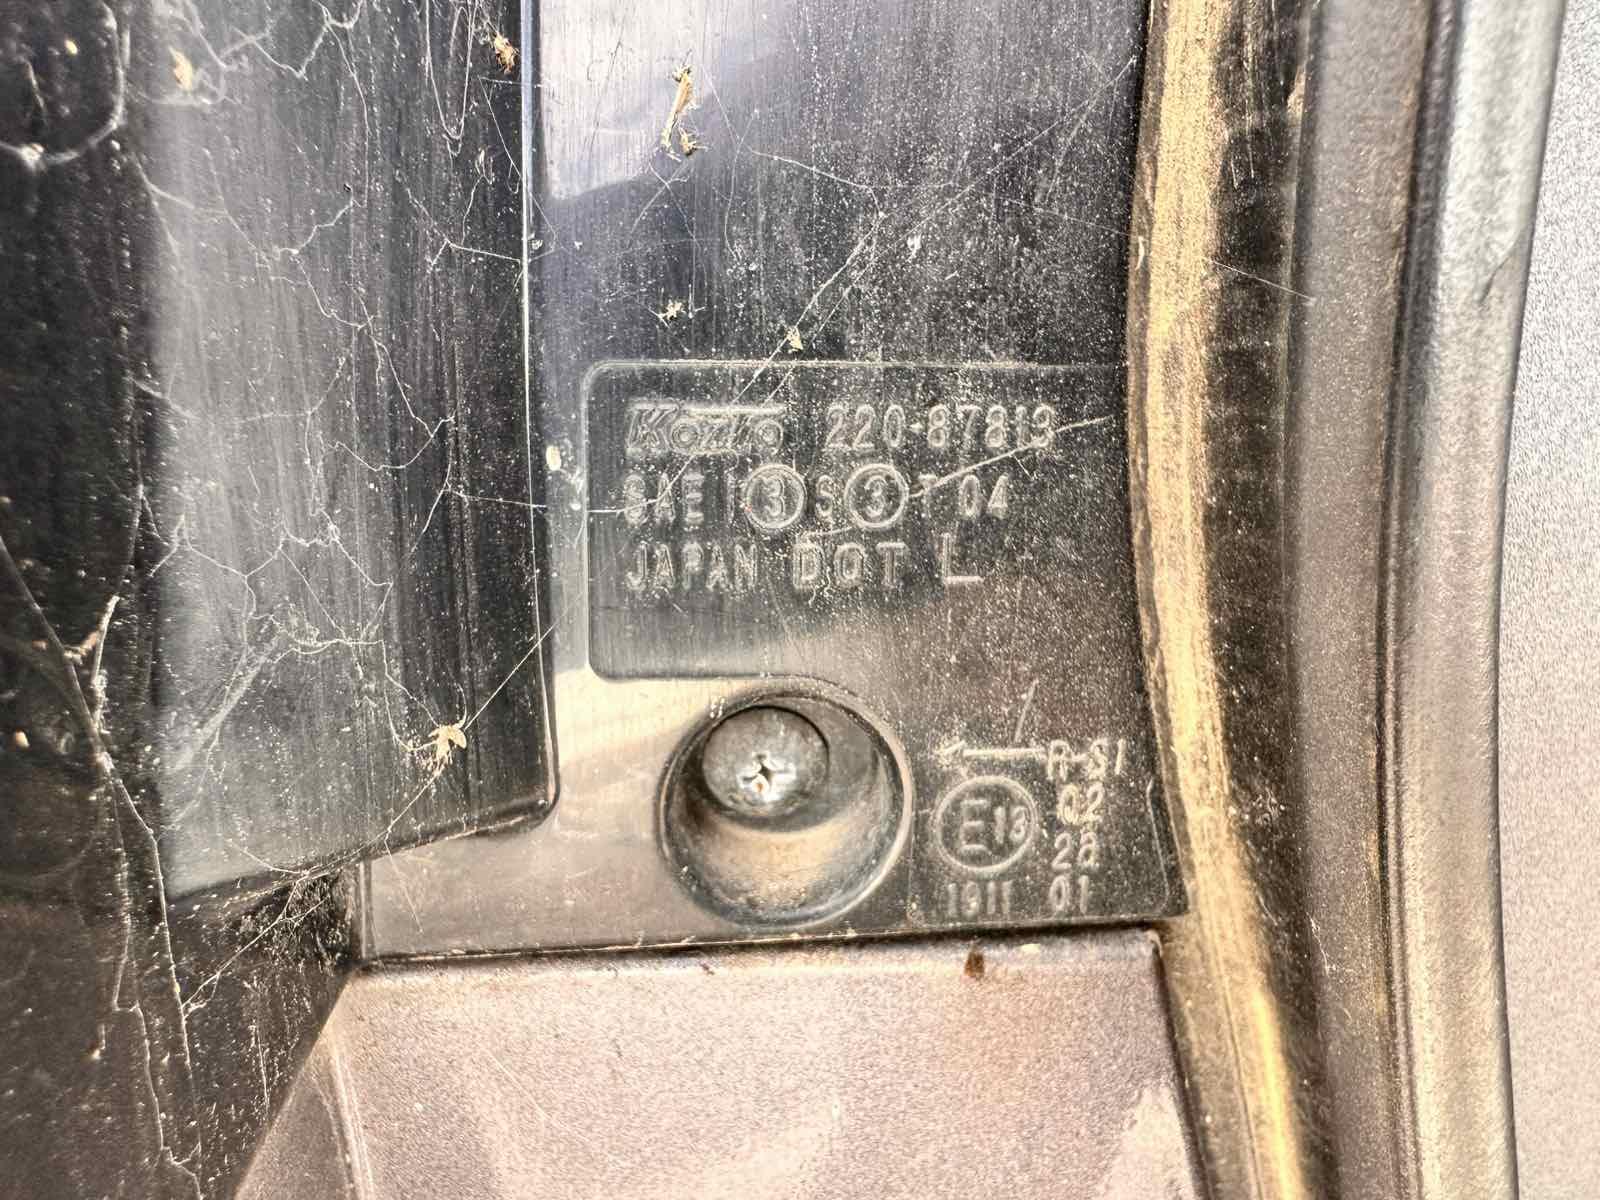 Koito 220-87813
SAE I 3 S 3 T 04
JAPAN DOT L
← R-S1
E13 02
2a
1911 01